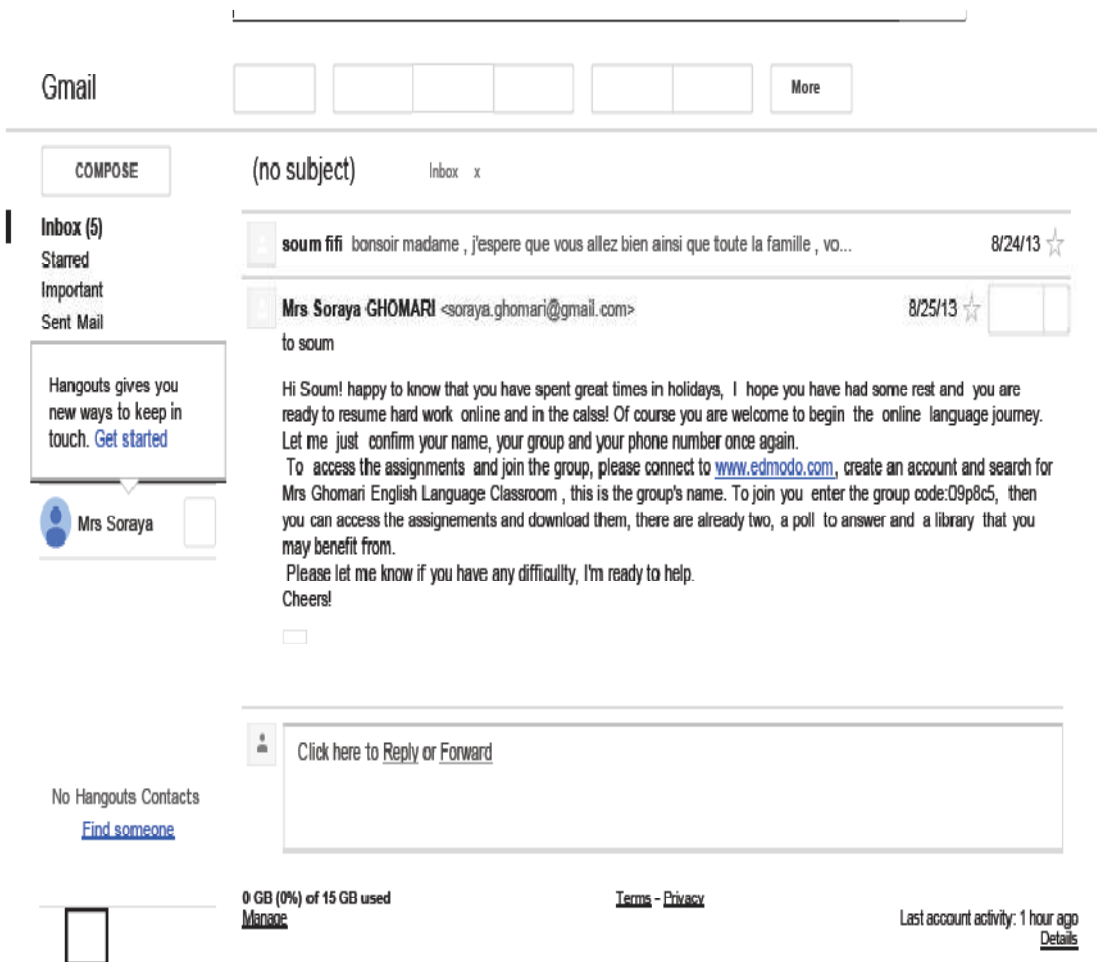 Gmail
More
COMPOSE
(no subject)
Inbox x
Inbox (5)
Starred
Important
Sent Mail
Hangouts gives you
new ways to keep in
touch. Get started
Mrs Soraya
soum fifi bonsoir madame , j'espere que vous allez bien ainsi que toute la famille , vo...
8/24/13
Mrs Soraya GHOMARI <soraya.ghomari@gmail.com>
8/25/13
to soum
Hi Soum! happy to know that you have spent great times in holidays, I hope you have had some rest and you are
ready to resume hard work online and in the calss! Of course you are welcome to begin the online language journey.
Let me just confirm your name, your group and your phone number once again.
To access the assignments and join the group, please connect to www.edmodo.com, create an account and search for
Mrs Ghomari English Language Classroom , this is the group's name. To join you enter the group code:09p8c5, then
you can access the assignements and download them, there are already two, a poll to answer and a library that you
may benefit from.
Please let me know if you have any difficullty, I'm ready to help.
Cheers!
Click here to Reply or Forward
No Hangouts Contacts
Find someone
0 GB (0%) of 15 GB used
Manage
Terms - Privacy
Last account activity: 1 hour ago
Details